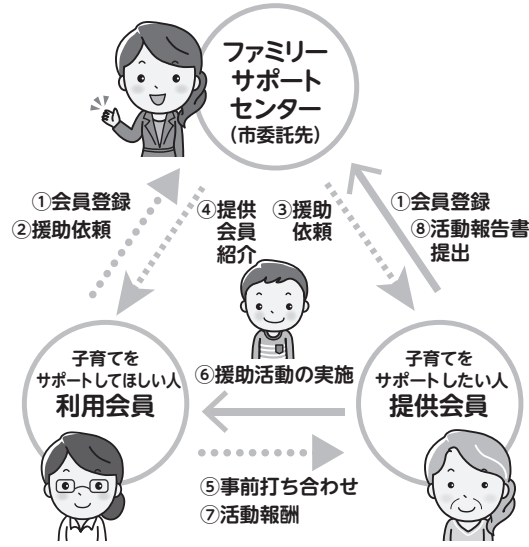 ファミリー
サポート
センター
(市委託先)
①会員登録
②援助依頼
④提供
会員
紹介
③援助
依頼
①会員登録
⑧活動報告書
提出
子育てを
サポートしてほしい人
利用会員
⑥援助活動の実施
子育てを
サポートしたい人
提供会員
⑤事前打ち合わせ
⑦活動報酬